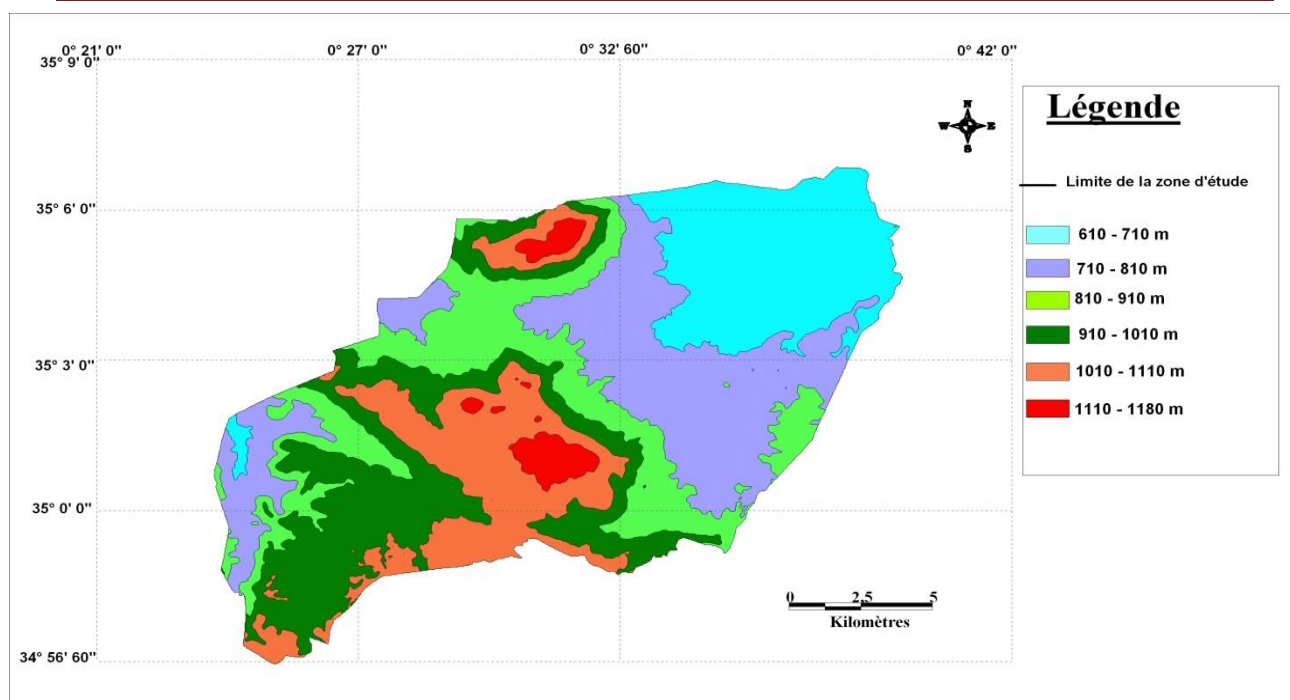 0° 21' 0" 0° 27' 0" 0° 32' 60" 0° 42' 0"
35° 9' 0"
35° 6' 0"
35° 3' 0"
35° 0' 0"
34° 56' 60"
N
W E
S
0 2,5 5
Kilomètres
Légende
Limite de la zone d'étude
610 - 710 m
710 - 810 m
810 - 910 m
910 - 1010 m
1010 - 1110 m
1110 - 1180 m